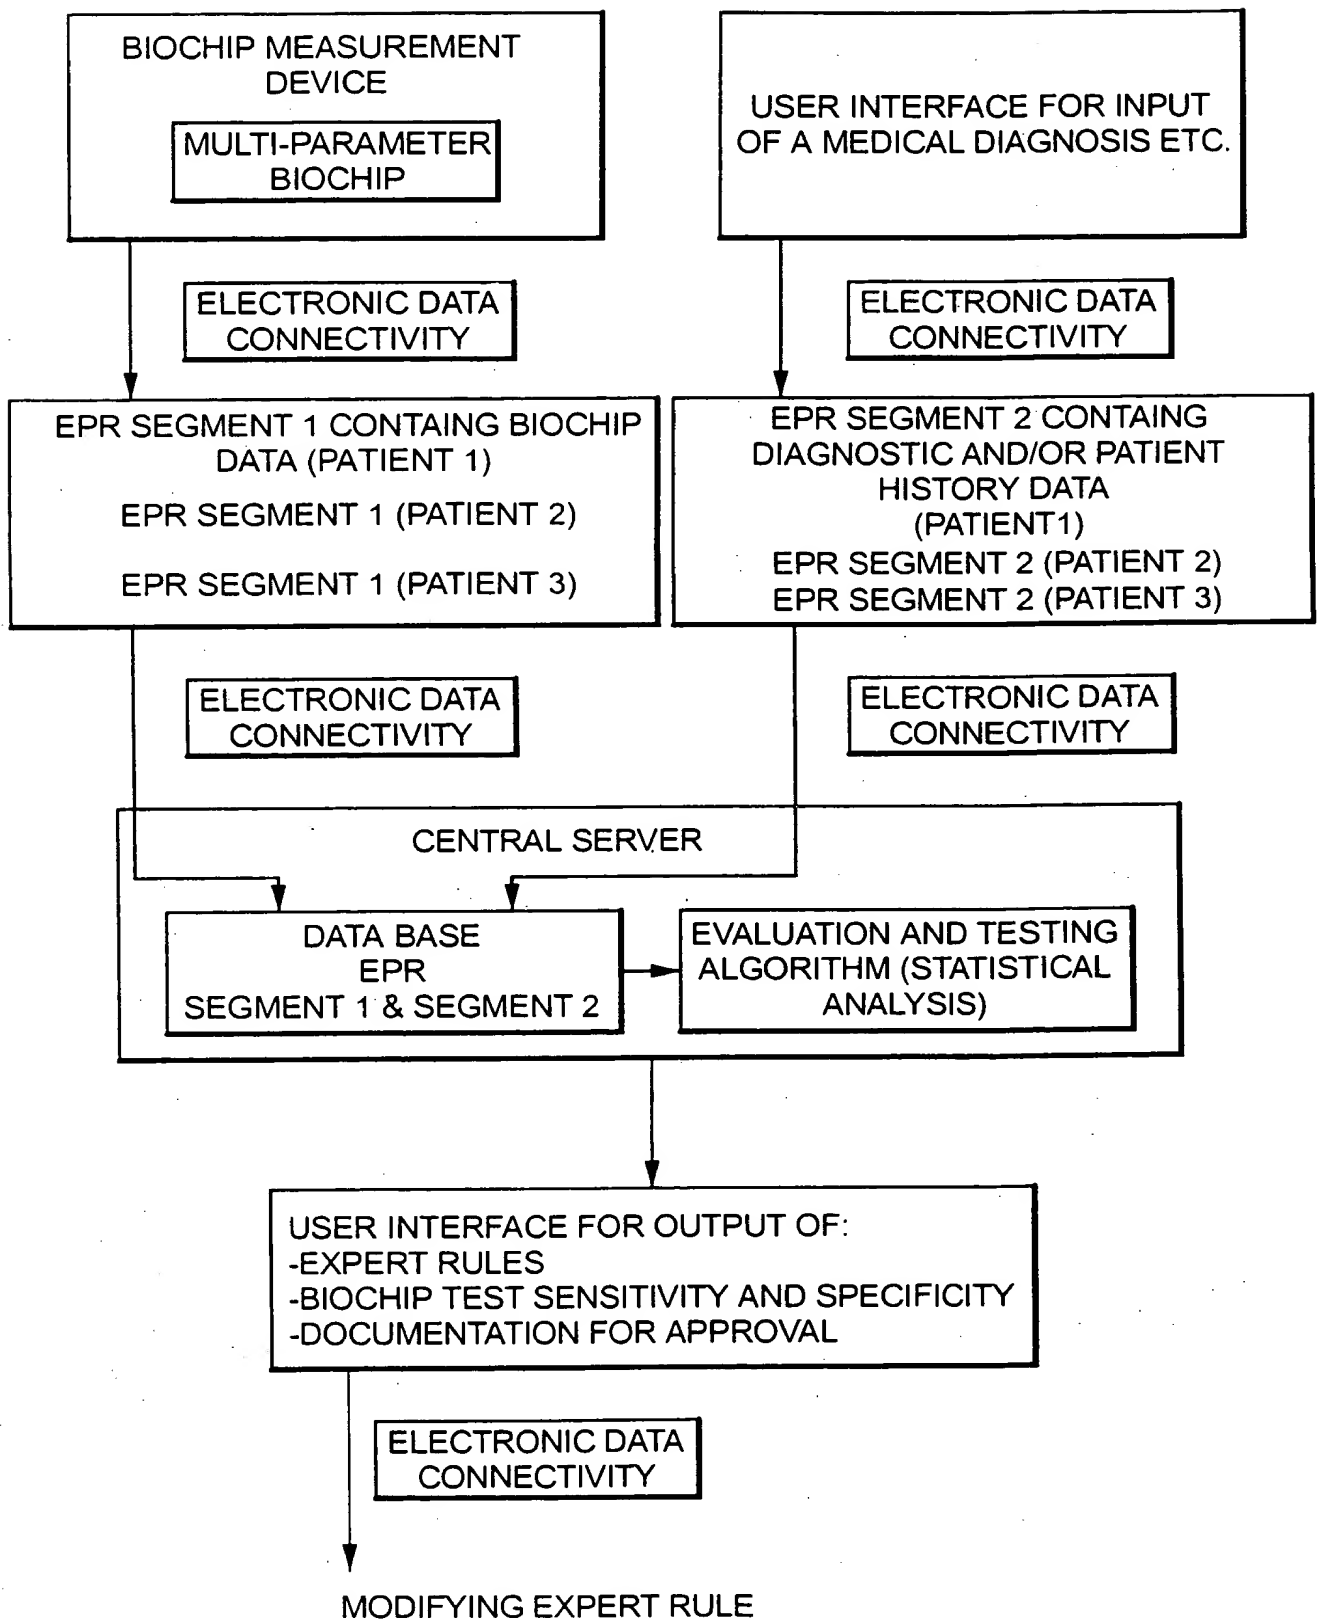 BIOCHIP MEASUREMENT
DEVICE
MULTI-PARAMETER
BIOCHIP
USER INTERFACE FOR INPUT
OF A MEDICAL DIAGNOSIS ETC.
ELECTRONIC DATA
CONNECTIVITY
ELECTRONIC DATA
CONNECTIVITY
EPR SEGMENT 1 CONTAING BIOCHIP
DATA (PATIENT 1)
EPR SEGMENT 1 (PATIENT 2)
EPR SEGMENT 1 (PATIENT 3)
EPR SEGMENT 2 CONTAING
DIAGNOSTIC AND/OR PATIENT
HISTORY DATA
(PATIENT1)
EPR SEGMENT 2 (PATIENT 2)
EPR SEGMENT 2 (PATIENT 3)
ELECTRONIC DATA
CONNECTIVITY
ELECTRONIC DATA
CONNECTIVITY
CENTRAL SERVER
DATA BASE
EPR
SEGMENT 1 & SEGMENT 2
EVALUATION AND TESTING
ALGORITHM (STATISTICAL
ANALYSIS)
USER INTERFACE FOR OUTPUT OF:
-EXPERT RULES
-BIOCHIP TEST SENSITIVITY AND SPECIFICITY
-DOCUMENTATION FOR APPROVAL
ELECTRONIC DATA
CONNECTIVITY
MODIFYING EXPERT RULE